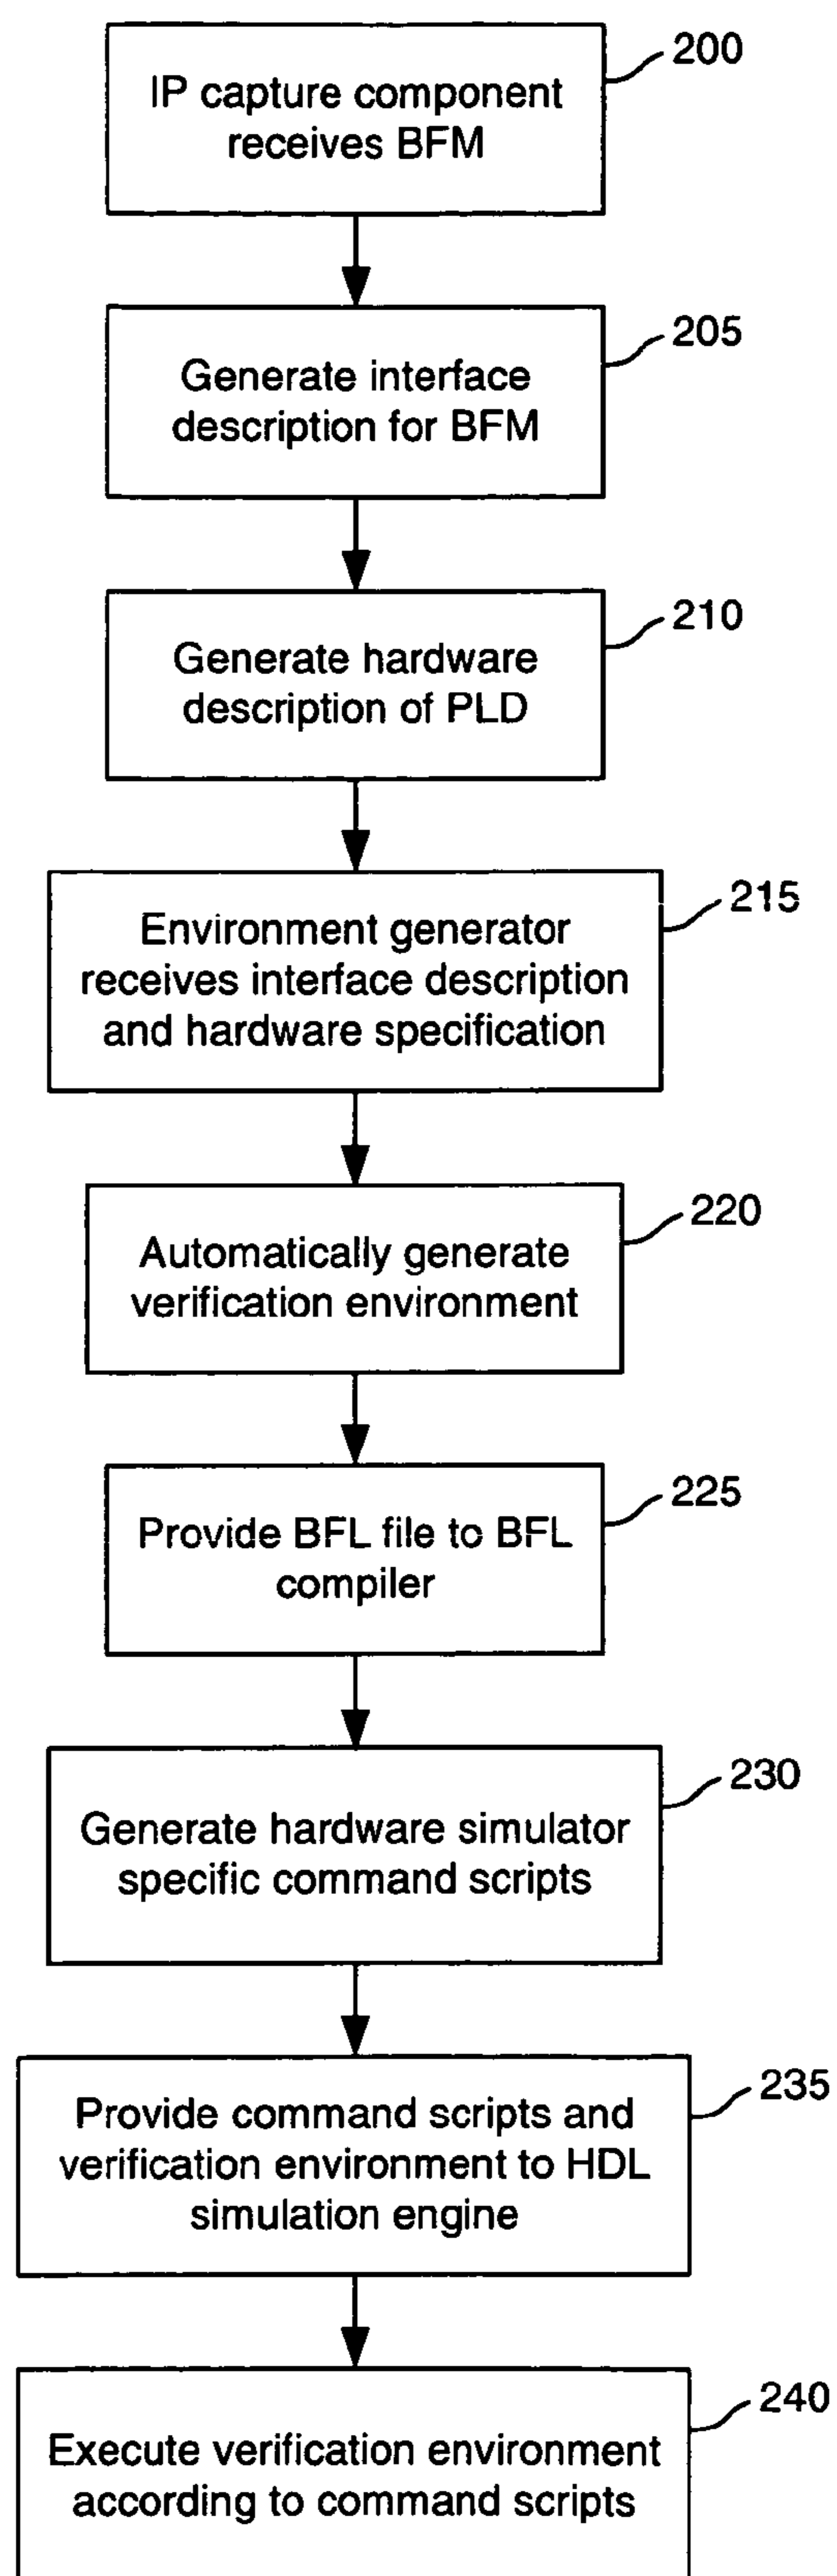 200
IP capture component
receives BFM
205
Generate interface
description for BFM
210
Generate hardware
description of PLD
215
Environment generator
receives interface description
and hardware specification
220
Automatically generate
verification environment
225
Provide BFL file to BFL
compiler
230
Generate hardware simulator
specific command scripts
235
Provide command scripts and
verification environment to HDL
simulation engine
240
Execute verification environment
according to command scripts